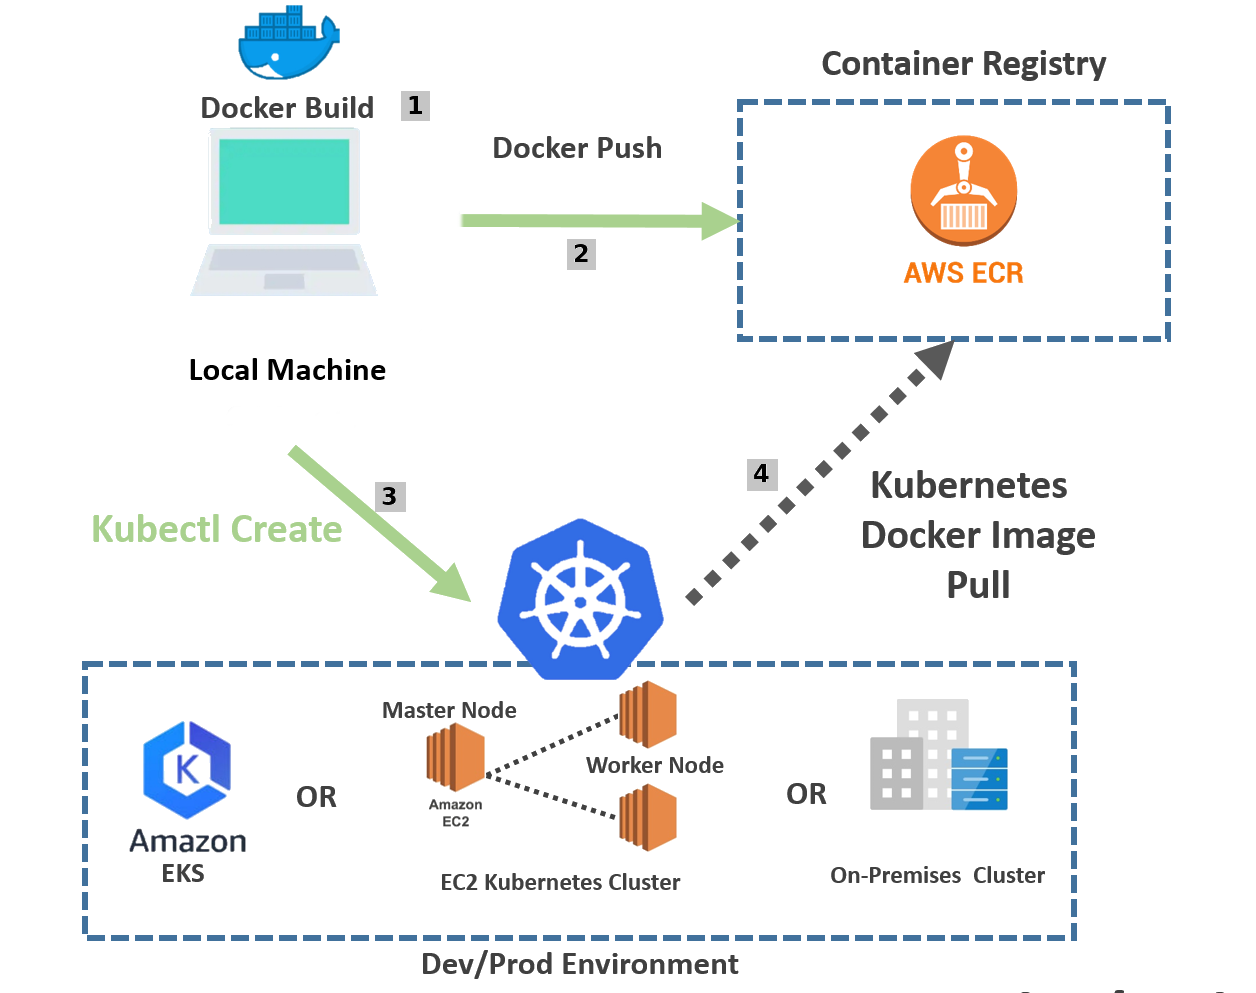 Container Registry
Docker Build 1
Docker Push
2
AWS ECR
Local Machine
3
Kubectl Create
4
Kubernetes
Docker Image
Pull
Master Node
Worker Node
Amazon
EC2
OR
OR
Amazon
EKS
EC2 Kubernetes Cluster
On-Premises Cluster
Dev/Prod Environment